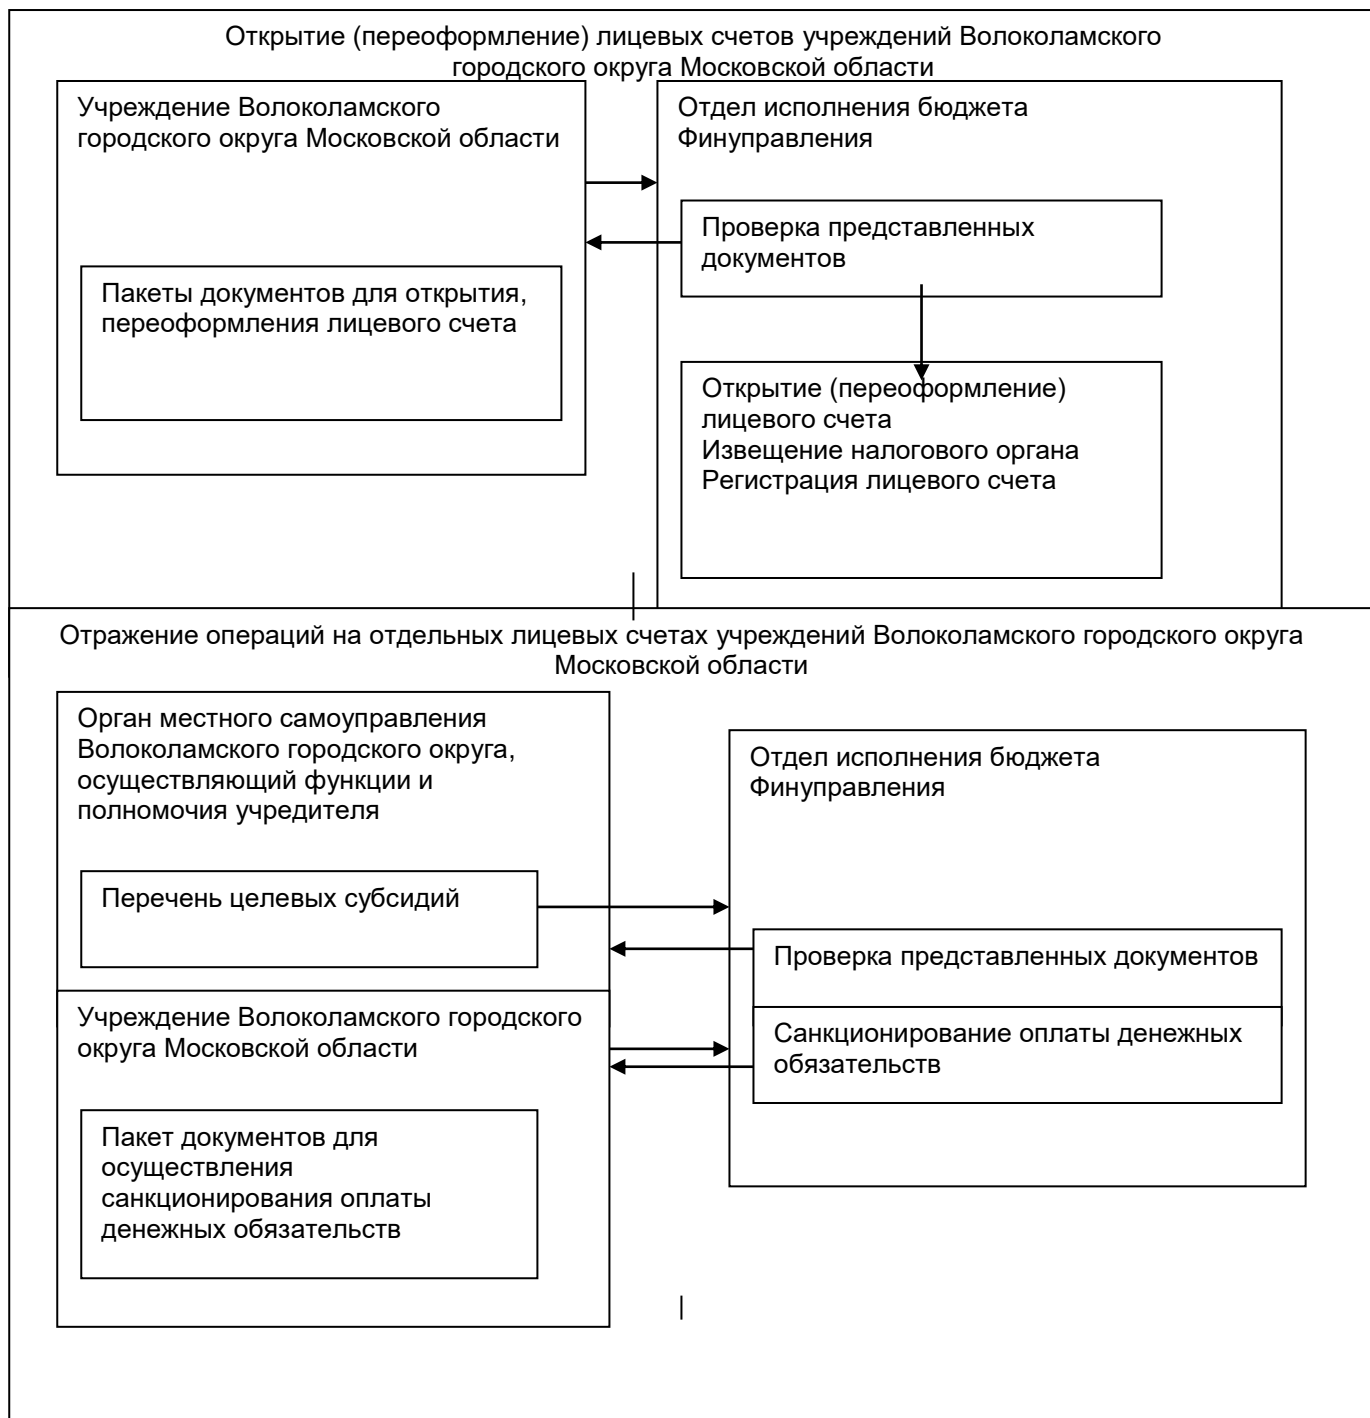 Открытие (переоформление) лицевых счетов учреждений Волоколамского
городского округа Московской области
Учреждение Волоколамского
городского округа Московской области
Пакеты документов для открытия,
переоформления лицевого счета
Отдел исполнения бюджета
Финуправления
Проверка представленных
документов
Открытие (переоформление)
лицевого счета
Извещение налогового органа
Регистрация лицевого счета
Отражение операций на отдельных лицевых счетах учреждений Волоколамского городского округа
Московской области
Орган местного самоуправления
Волоколамского городского округа,
осуществляющий функции и
полномочия учредителя
Перечень целевых субсидий
Учреждение Волоколамского городского
округа Московской области
Пакет документов для
осуществления
санкционирования оплаты
денежных обязательств
Отдел исполнения бюджета
Финуправления
Проверка представленных документов
Санкционирование оплаты денежных
обязательств